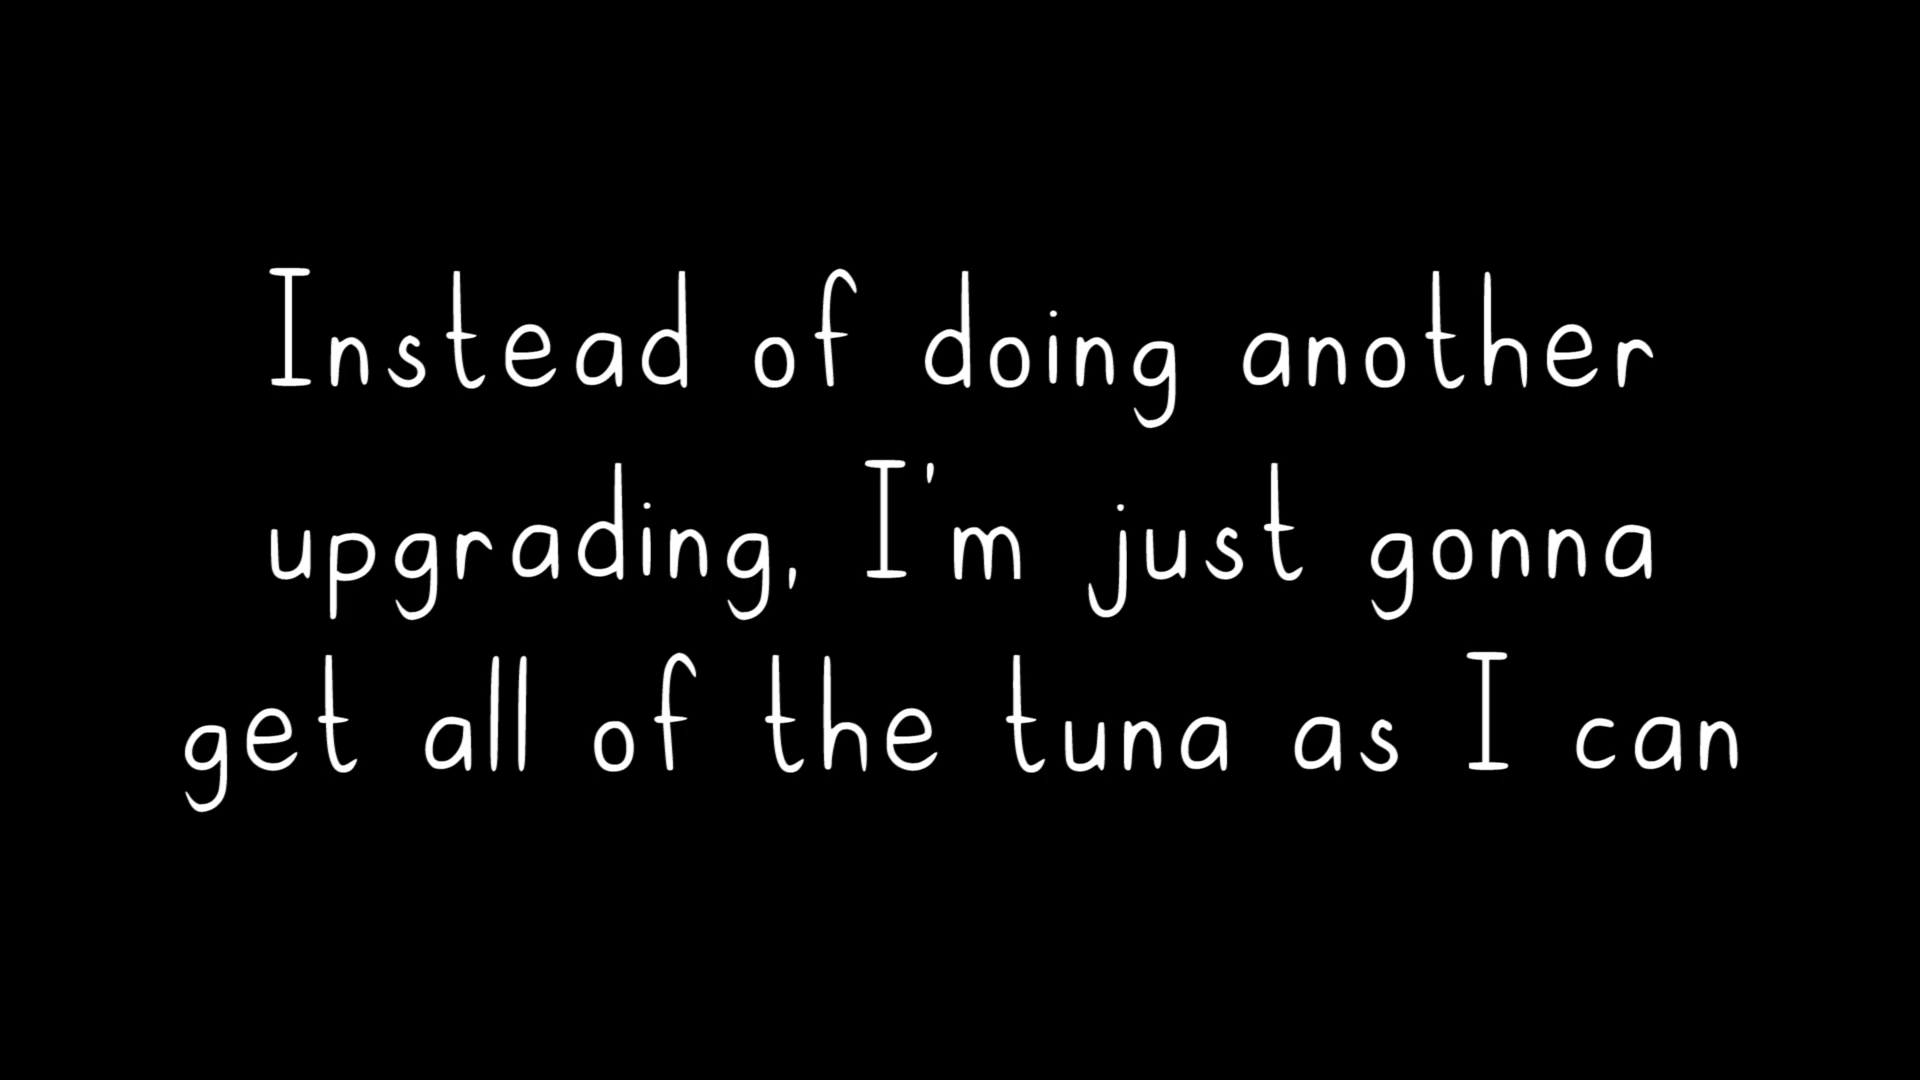 Instead of doing another
upgrading, I'm just gonna
get all of the tuna as I can